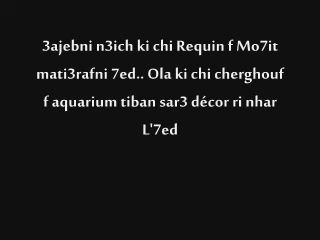 3ajebni n3ich ki chi Requin f Mo7it
mati3rafni 7ed.. Ola ki chi cherghouf
f aquarium tiban sar3 décor ri nhar
L'7ed